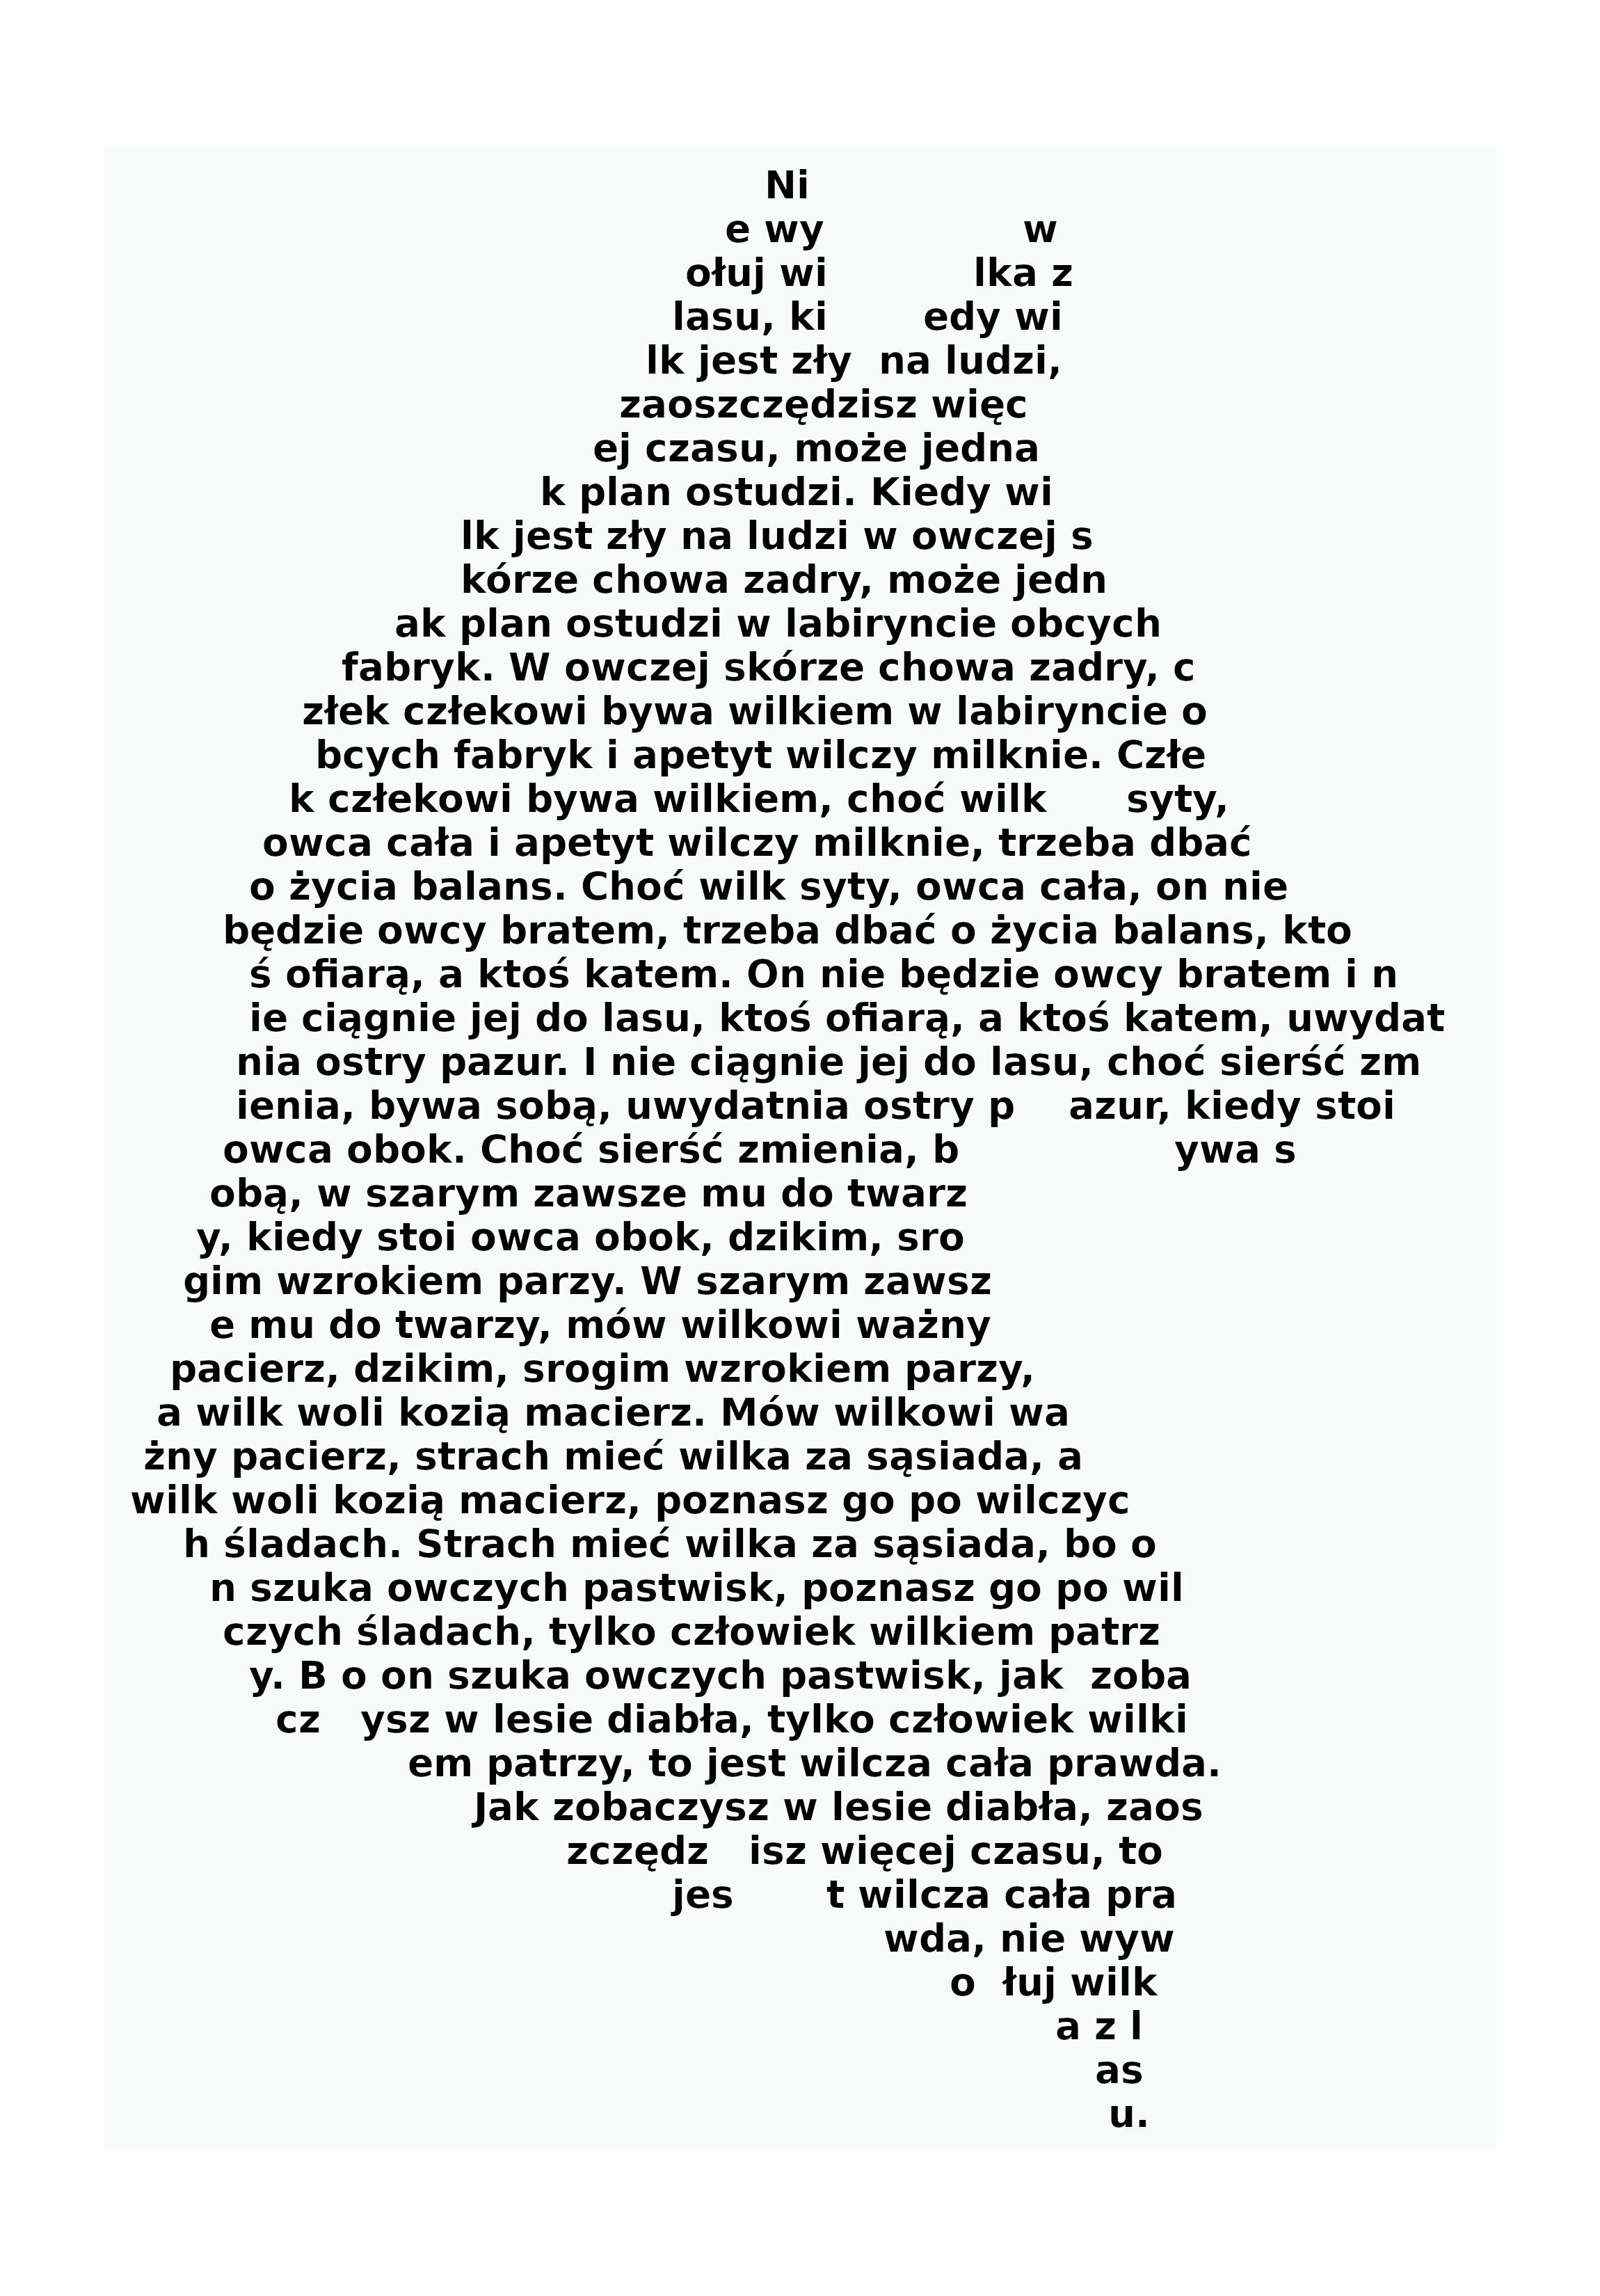 Ni
e wy w
ołuj wi lka z
lasu, ki edy wi
lk jest zły na ludzi,
zaoszczędzisz więc
ej czasu, może jedna
k plan ostudzi. Kiedy wi
lk jest zły na ludzi w owczej s
kórze chowa zadry, może jedn
ak plan ostudzi w labiryncie obcych
fabryk. W owczej skórze chowa zadry, c
złek człekowi bywa wilkiem w labiryncie o
bcych fabryk i apetyt wilczy milknie. Człe
k człekowi bywa wilkiem, choć wilk syty,
owca cała i apetyt wilczy milknie, trzeba dbać
o życia balans. Choć wilk syty, owca cała, on nie
będzie owcy bratem, trzeba dbać o życia balans, kto
ś ofiarą, a ktoś katem. On nie będzie owcy bratem i n
ie ciągnie jej do lasu, ktoś ofiarą, a ktoś katem, uwydat
nia ostry pazur. I nie ciągnie jej do lasu, choć sierść zm
ienia, bywa sobą, uwydatnia ostry p azur, kiedy stoi
owca obok. Choć sierść zmienia, b ywa s
obą, w szarym zawsze mu do twarz
y, kiedy stoi owca obok, dzikim, sro
gim wzrokiem parzy. W szarym zawsz
e mu do twarzy, mów wilkowi ważny
pacierz, dzikim, srogim wzrokiem parzy,
a wilk woli kozią macierz. Mów wilkowi wa
żny pacierz, strach mieć wilka za sąsiada, a
wilk woli kozią macierz, poznasz go po wilczyc
h śladach. Strach mieć wilka za sąsiada, bo o
n szuka owczych pastwisk, poznasz go po wil
czych śladach, tylko człowiek wilkiem patrz
y. B o on szuka owczych pastwisk, jak zoba
cz ysz w lesie diabła, tylko człowiek wilki
em patrzy, to jest wilcza cała prawda.
Jak zobaczysz w lesie diabła, zaos
zczędz isz więcej czasu, to
jes t wilcza cała pra
wda, nie wyw
o łuj wilk
a z l
as
u.